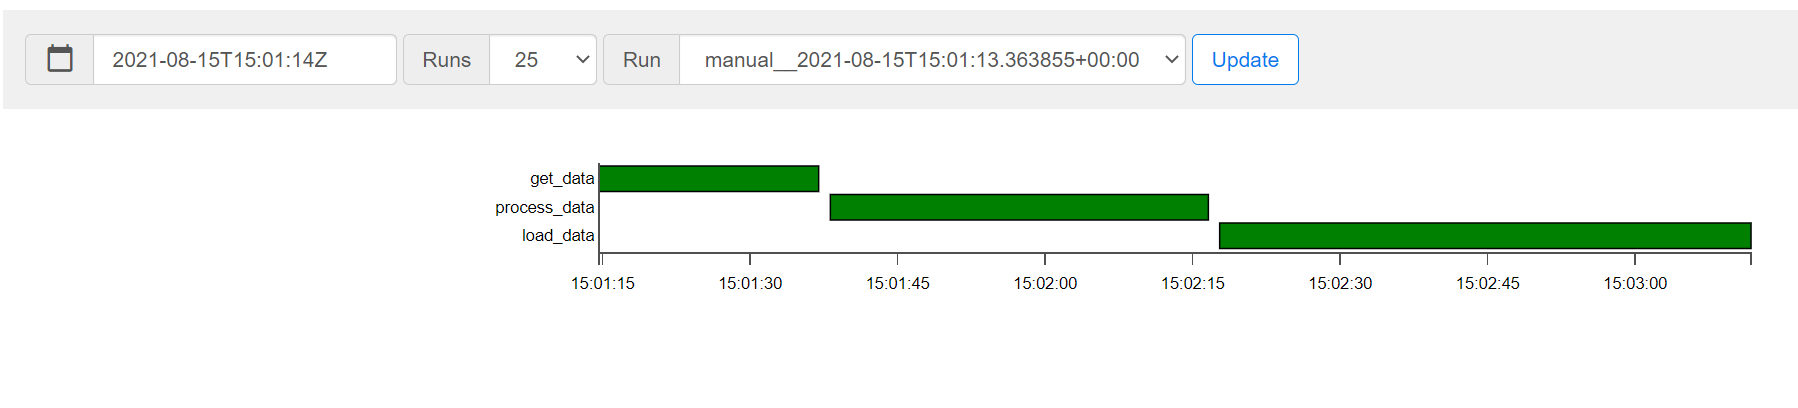 2021-08-15T15:01:14Z Runs 25 Run manual__2021-08-15T15:01:13.363855+00:00 Update
get_data
process_data
load_data
15:01:15 15:01:30 15:01:45 15:02:00 15:02:15 15:02:30 15:02:45 15:03:00